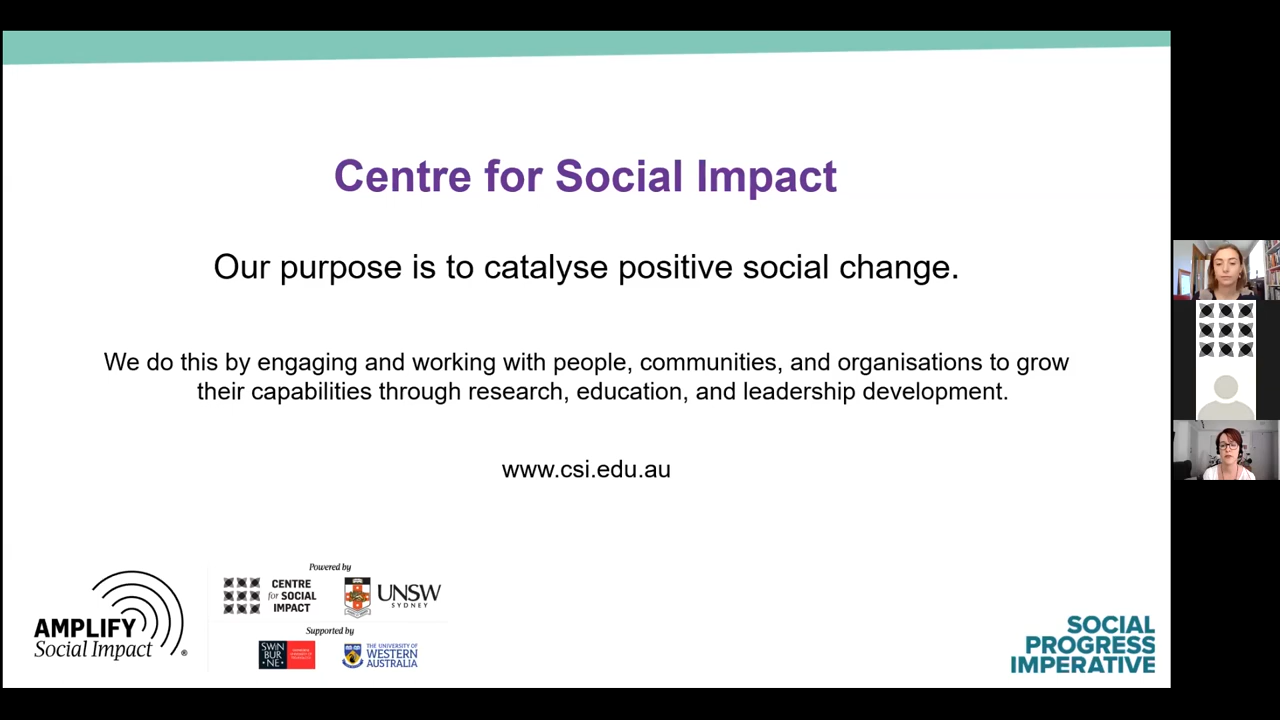 Centre for Social Impact
Our purpose is to catalyse positive social change.
We do this by engaging and working with people, communities, and organisations to grow
their capabilities through research, education, and leadership development.
www.csi.edu.au
Powered by
CENTRE
for SOCIAL
IMPACT
UNSW
SYDNEY
AMPLIFY
Social Impact
®
Supported by
SWIN
BUR
NE
THE UNIVERSITY OF
WESTERN
AUSTRALIA
SOCIAL
PROGRESS
IMPERATIVE